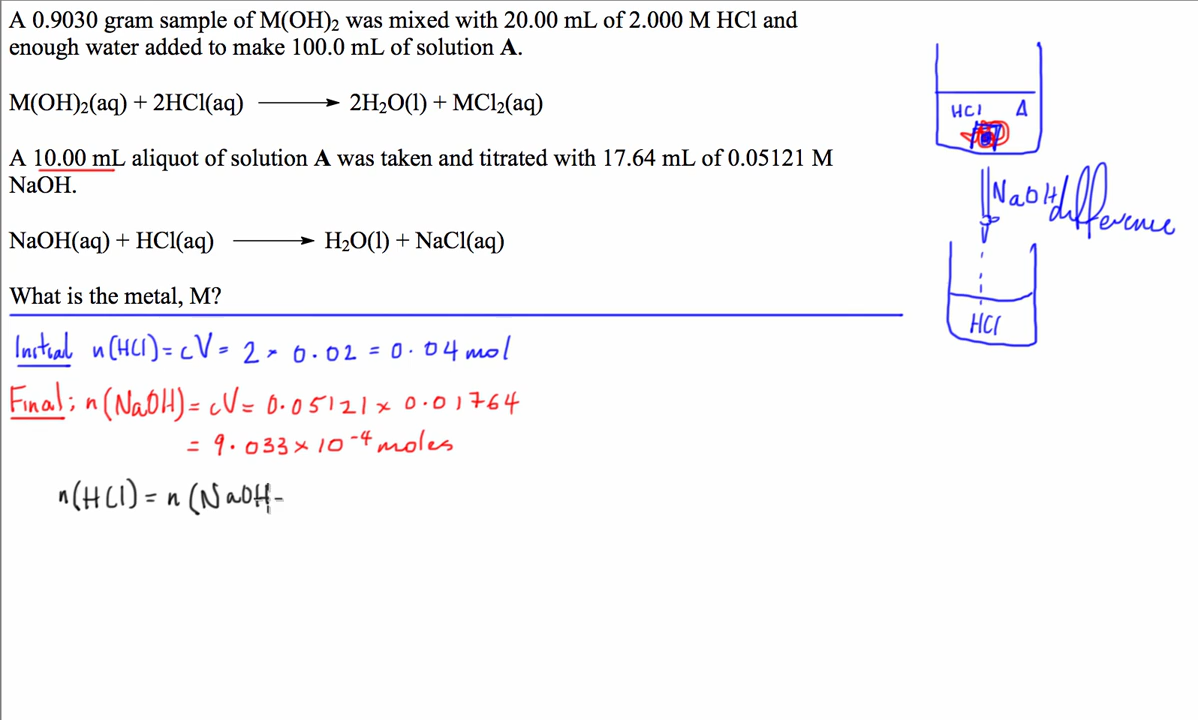 A 0.9030 gram sample of M(OH)₂ was mixed with 20.00 mL of 2.000 M HCl and
enough water added to make 100.0 mL of solution A.
M(OH)₂(aq) + 2HCl(aq) ⟶ 2H₂O(l) + MCl₂(aq)
A 10.00 mL aliquot of solution A was taken and titrated with 17.64 mL of 0.05121 M
NaOH.
NaOH(aq) + HCl(aq) ⟶ H₂O(l) + NaCl(aq)
What is the metal, M?
Initial n(HCl) = cV = 2 × 0.02 = 0.04 mol
Final: n(NaOH) = cV = 0.05121 × 0.01764
= 9.033 × 10⁻⁴ moles
n(HCl) = n(NaOH-
HCl A
NaOH difference
HCl